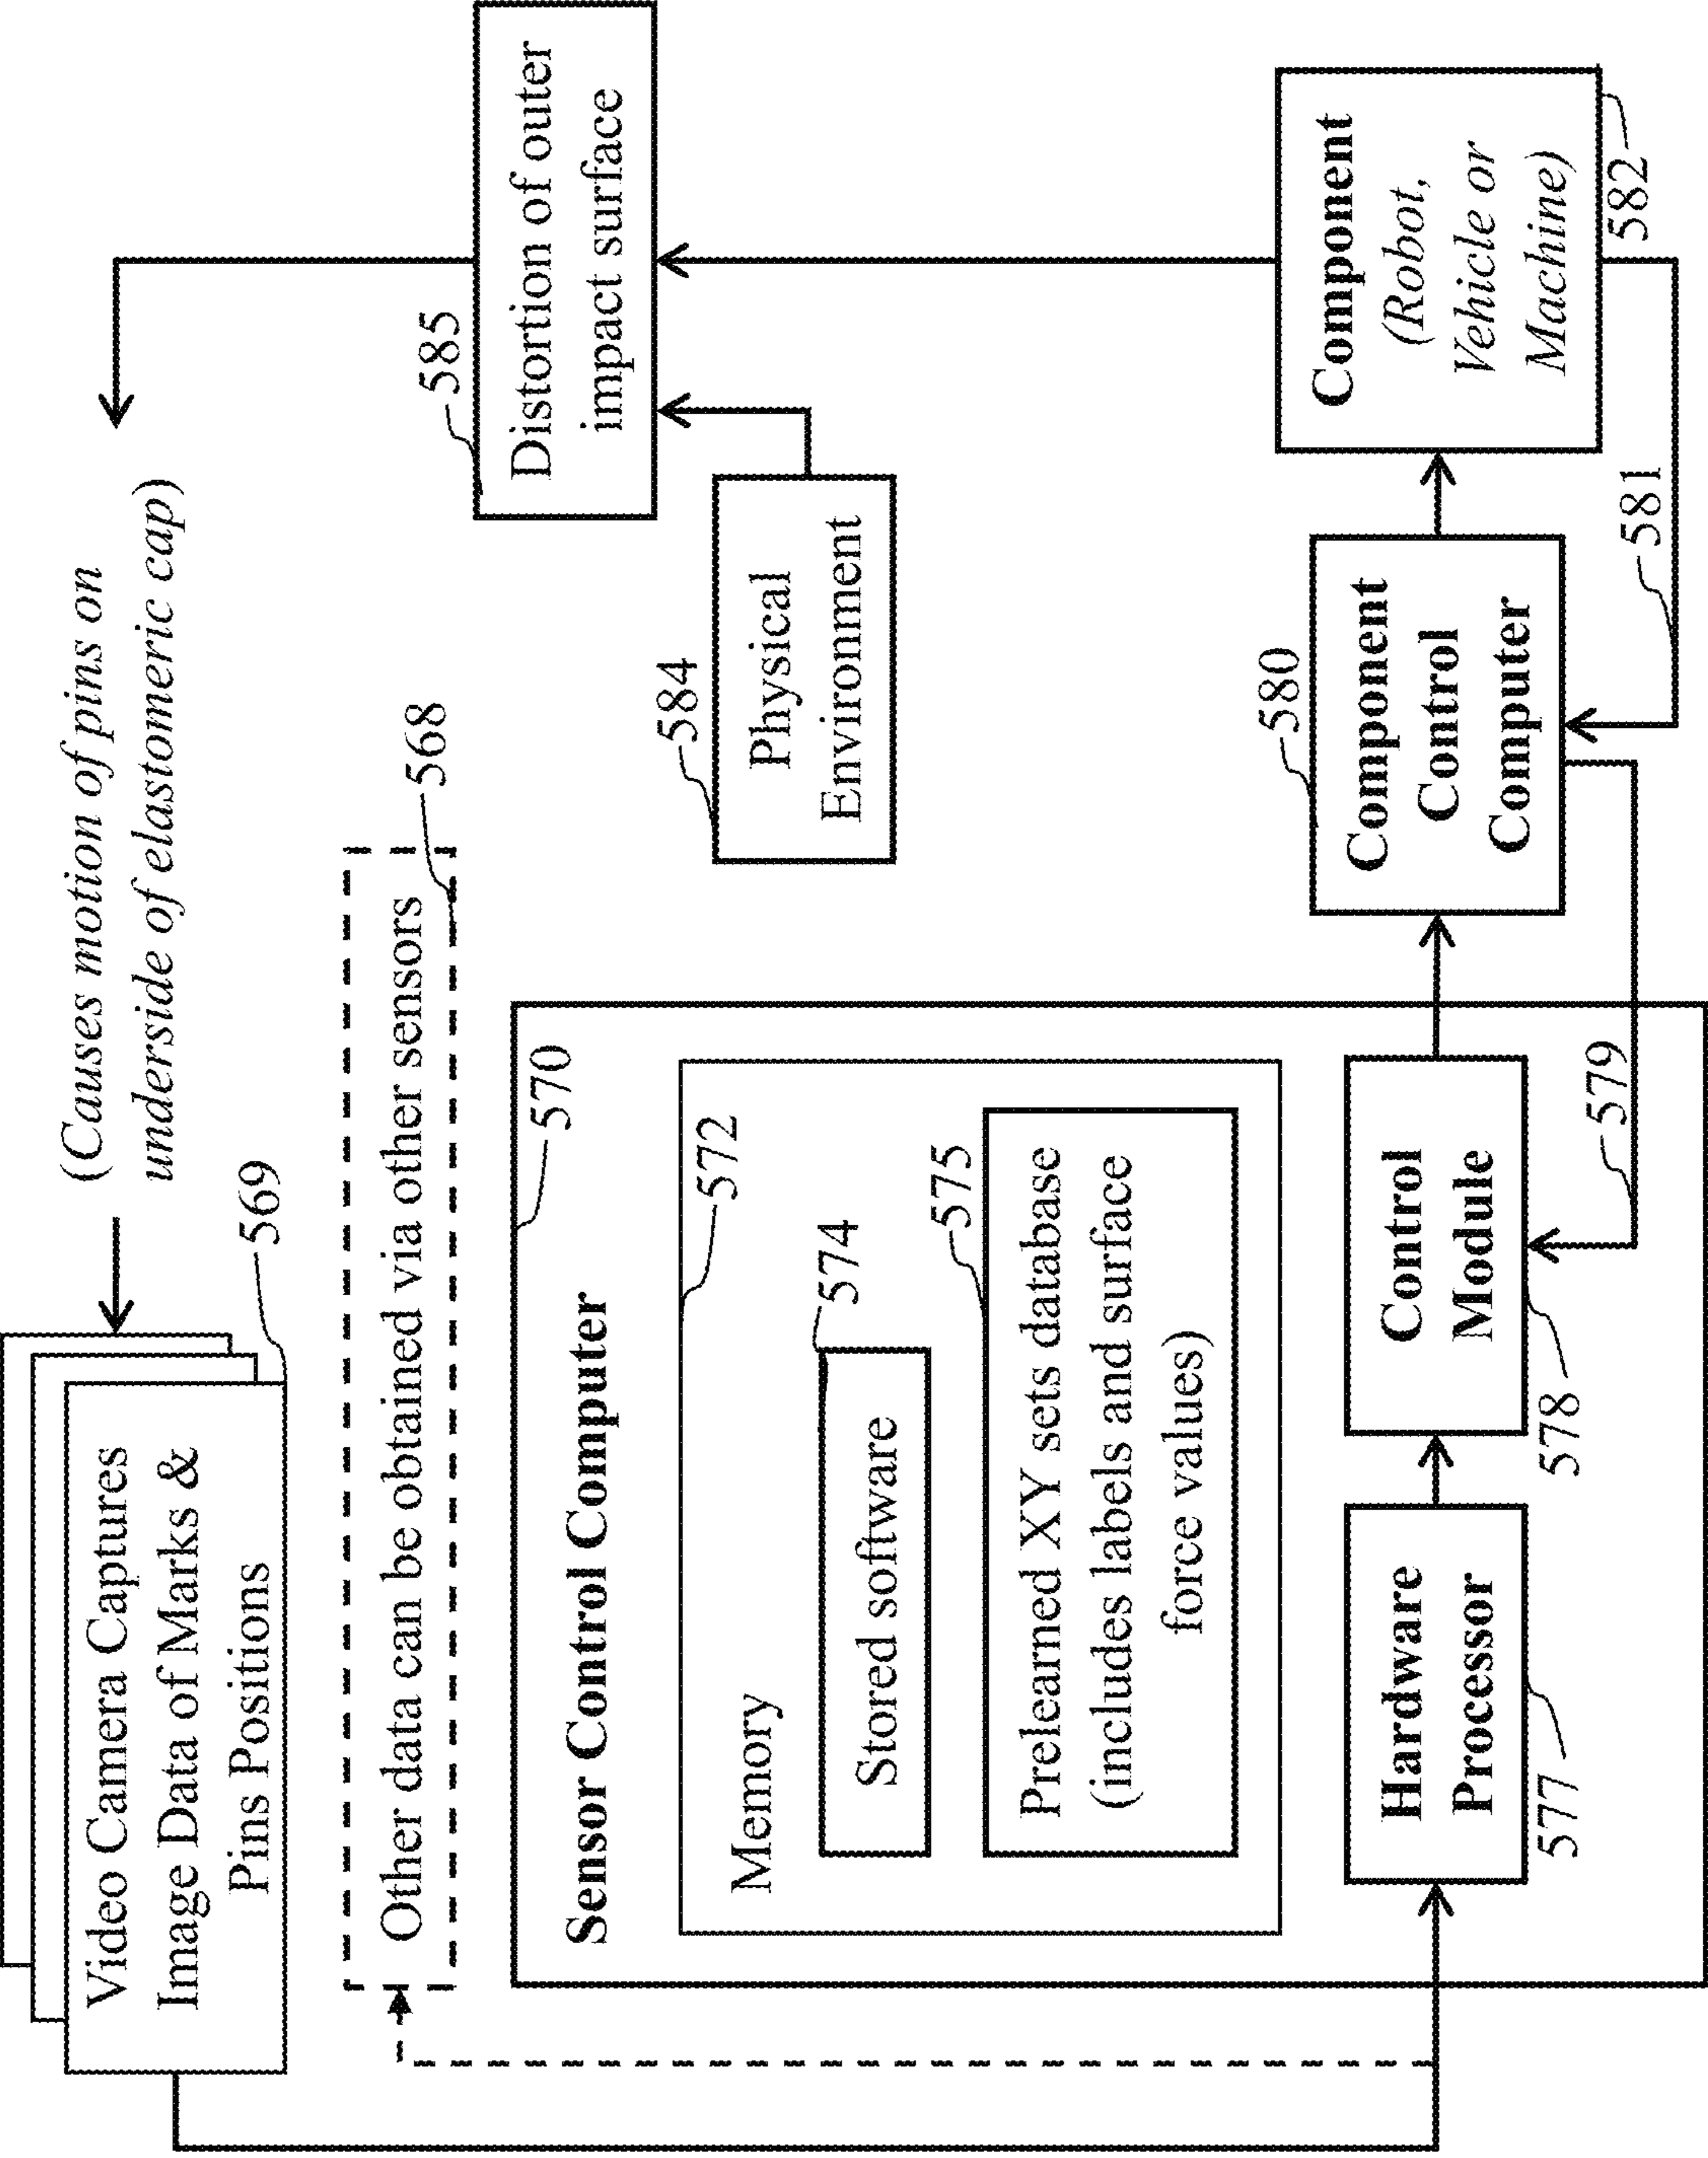 Video Camera Captures
Image Data of Marks &
Pins Positions
569
(Causes motion of pins on
underside of elastomeric cap)
Other data can be obtained via other sensors
568
585
Distortion of outer
impact surface
584
Physical
Environment
570
Sensor Control Computer
572
Memory
574
Stored software
575
Prelearned XY sets database
(includes labels and surface
force values)
Hardware
Processor
577
Control
Module
578
579
580
Component
Control
Computer
581
Component
(Robot,
Vehicle or
Machine)
582